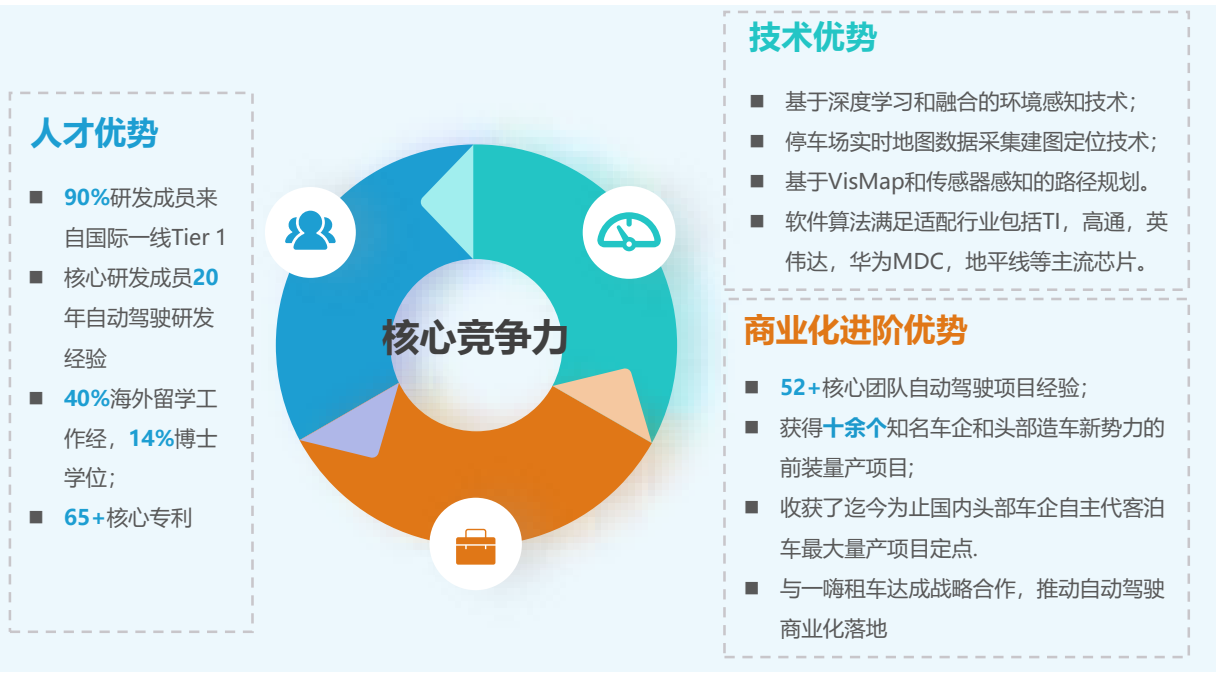 人才优势
■ 90%研发成员来
自国际一线Tier 1
■ 核心研发成员20
年自动驾驶研发
经验
■ 40%海外留学工
作经，14%博士
学位；
■ 65+核心专利
核心竞争力
技术优势
■ 基于深度学习和融合的环境感知技术；
■ 停车场实时地图数据采集建图定位技术；
■ 基于VisMap和传感器感知的路径规划。
■ 软件算法满足适配行业包括TI，高通，英
伟达，华为MDC，地平线等主流芯片。
商业化进阶优势
■ 52+核心团队自动驾驶项目经验；
■ 获得十余个知名车企和头部造车新势力的
前装量产项目;
■ 收获了迄今为止国内头部车企自主代客泊
车最大量产项目定点.
■ 与一嗨租车达成战略合作，推动自动驾驶
商业化落地